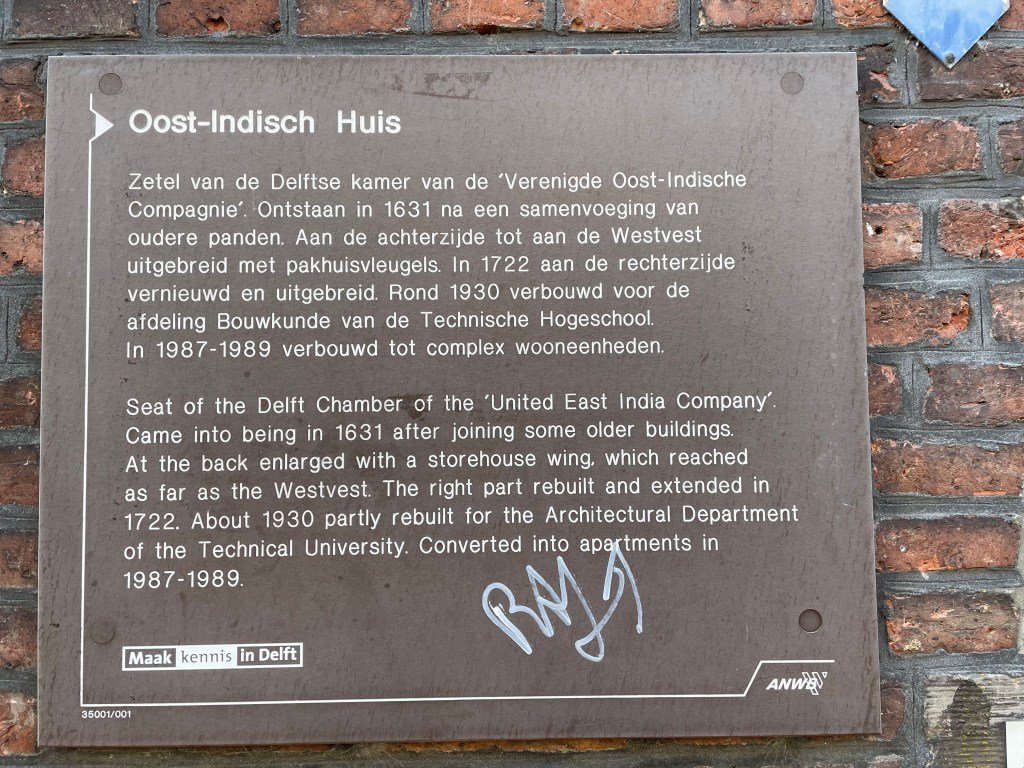 Oost-Indisch Huis
Zetel van de Delftse kamer van de 'Verenigde Oost-Indische
Compagnie'. Ontstaan in 1631 na een samenvoeging van
oudere panden. Aan de achterzijde tot aan de Westvest
uitgebreid met pakhuisvleugels. In 1722 aan de rechterzijde
vernieuwd en uitgebreid. Rond 1930 verbouwd voor de
afdeling Bouwkunde van de Technische Hogeschool.
In 1987-1989 verbouwd tot complex wooneenheden.
Seat of the Delft Chamber of the 'United East India Company'.
Came into being in 1631 after joining some older buildings.
At the back enlarged with a storehouse wing, which reached
as far as the Westvest. The right part rebuilt and extended in
1722. About 1930 partly rebuilt for the Architectural Department
of the Technical University. Converted into apartments in
1987-1989.
Maak kennis in Delft
ANWB
35001/001